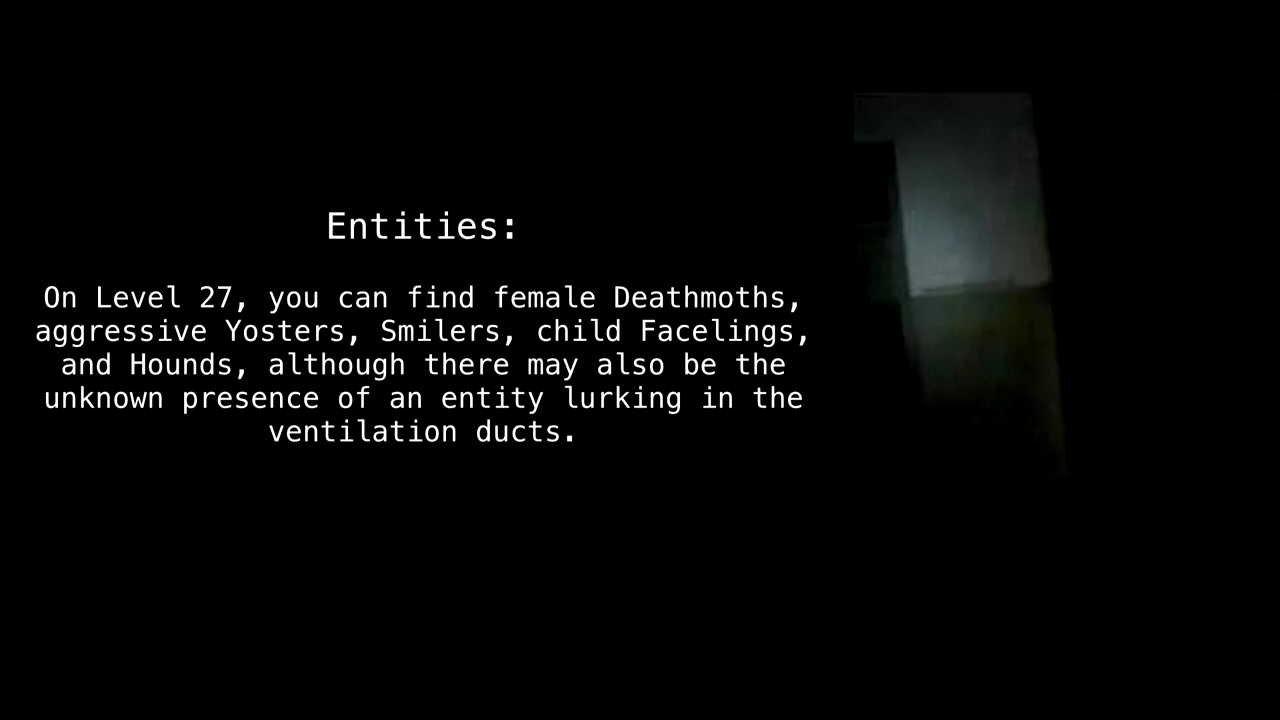 Entities:
On Level 27, you can find female Deathmoths,
aggressive Yosters, Smilers, child Facelings,
and Hounds, although there may also be the
unknown presence of an entity lurking in the
ventilation ducts.